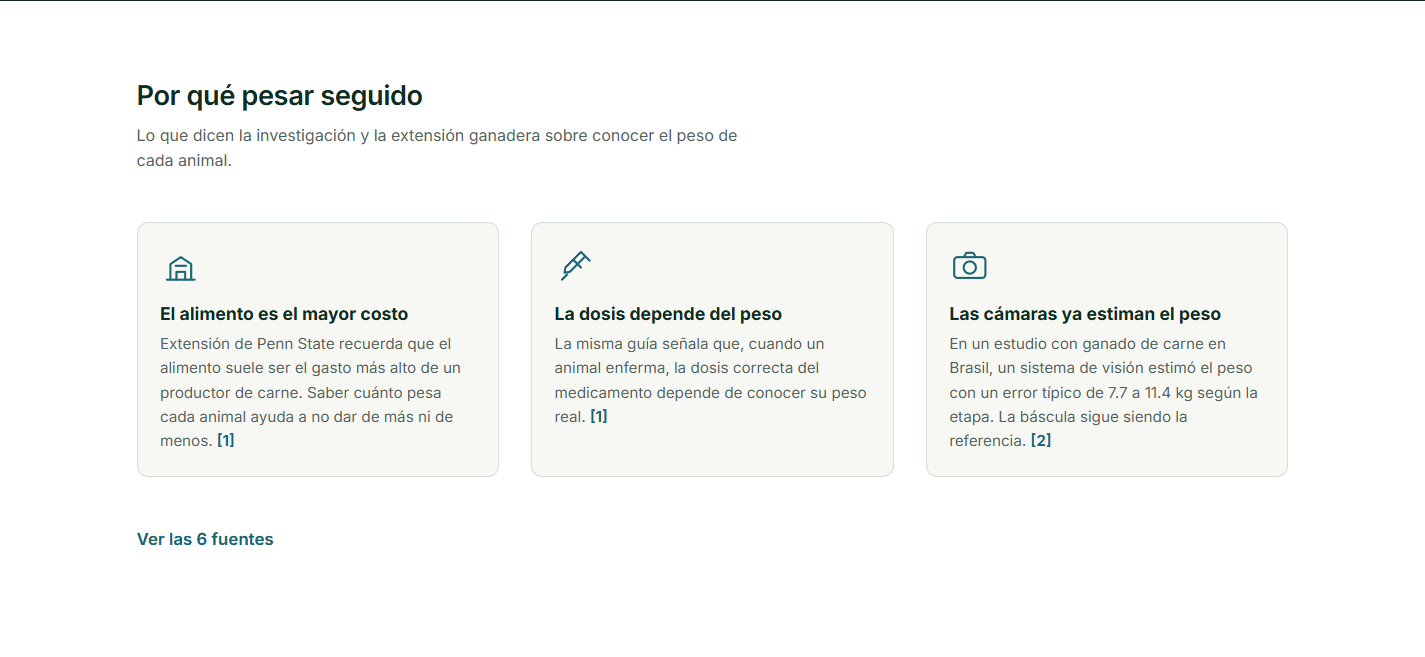 Por qué pesar seguido
Lo que dicen la investigación y la extensión ganadera sobre conocer el peso de
cada animal.
El alimento es el mayor costo
Extensión de Penn State recuerda que el
alimento suele ser el gasto más alto de un
productor de carne. Saber cuánto pesa
cada animal ayuda a no dar de más ni de
menos. [1]
La dosis depende del peso
La misma guía señala que, cuando un
animal enferma, la dosis correcta del
medicamento depende de conocer su peso
real. [1]
Las cámaras ya estiman el peso
En un estudio con ganado de carne en
Brasil, un sistema de visión estimó el peso
con un error típico de 7.7 a 11.4 kg según la
etapa. La báscula sigue siendo la
referencia. [2]
Ver las 6 fuentes